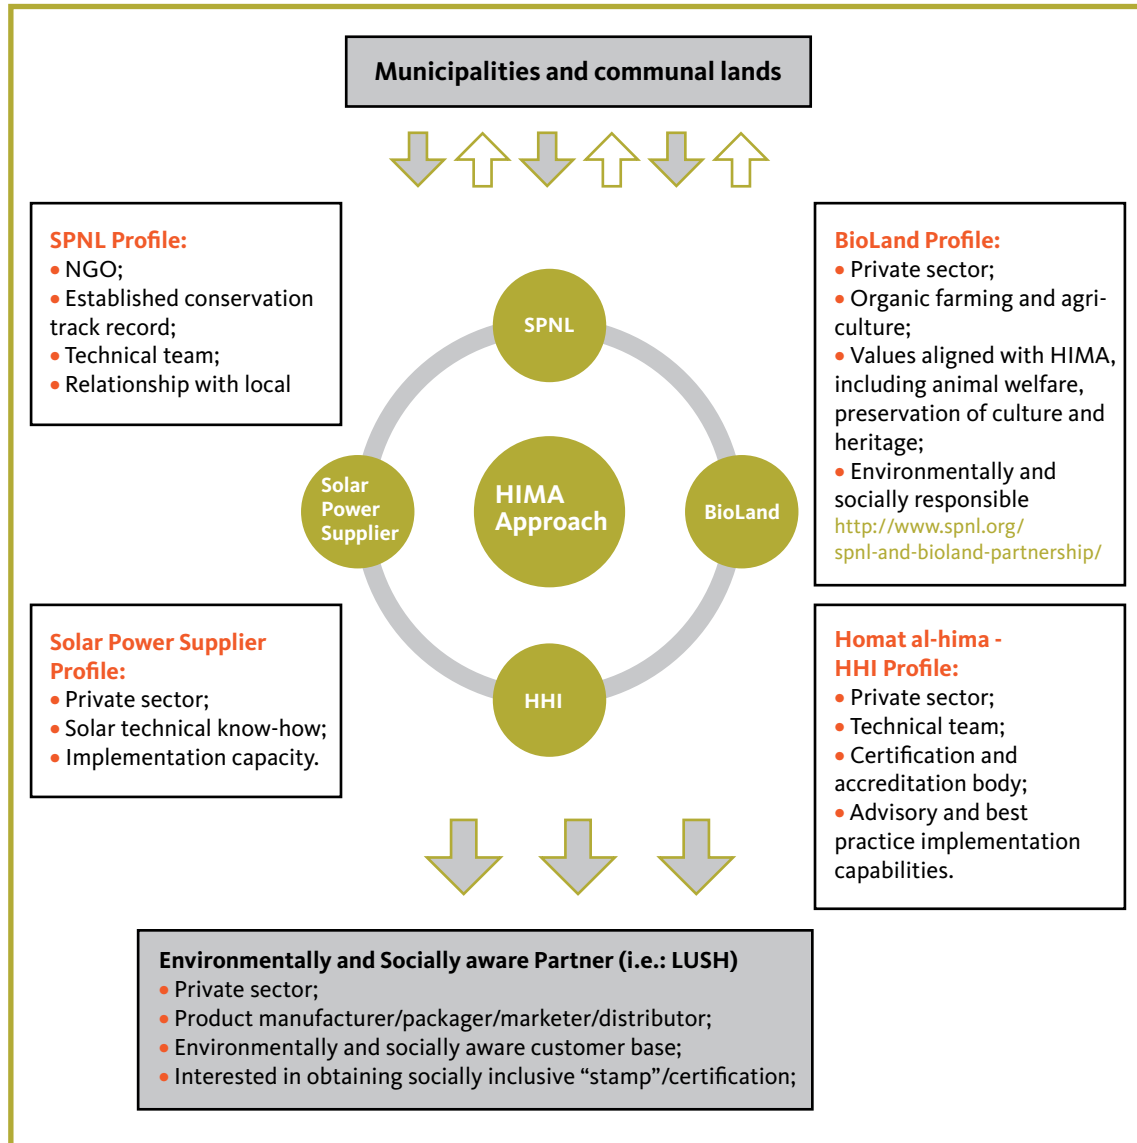 Municipalities and communal lands
SPNL Profile:
• NGO;
• Established conservation
track record;
• Technical team;
• Relationship with local
BioLand Profile:
• Private sector;
• Organic farming and agri-
culture;
• Values aligned with HIMA,
including animal welfare,
preservation of culture and
heritage;
• Environmentally and
socially responsible
http://www.spnl.org/
spnl-and-bioland-partnership/
SPNL
Solar
Power
Supplier
HIMA
Approach
BioLand
HHI
Solar Power Supplier
Profile:
• Private sector;
• Solar technical know-how;
• Implementation capacity.
Homat al-hima -
HHI Profile:
• Private sector;
• Technical team;
• Certification and
accreditation body;
• Advisory and best
practice implementation
capabilities.
Environmentally and Socially aware Partner (i.e.: LUSH)
• Private sector;
• Product manufacturer/packager/marketer/distributor;
• Environmentally and socially aware customer base;
• Interested in obtaining socially inclusive “stamp”/certification;